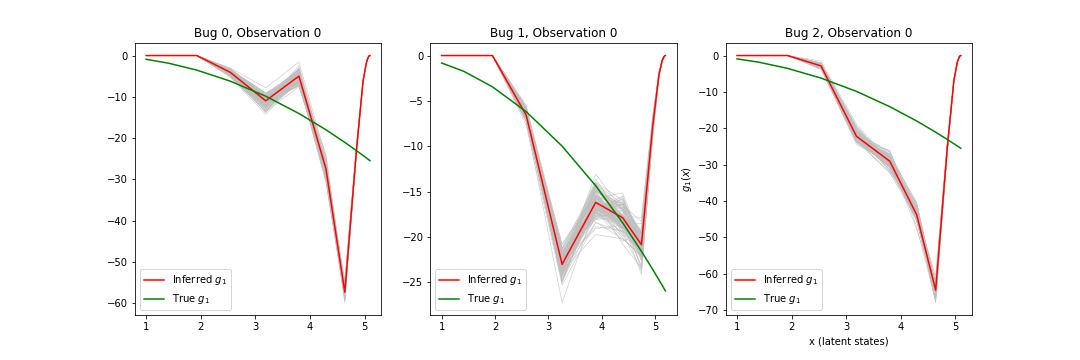 Bug 0, Observation 0
0
−10
−20
−30
−40
−50
−60
1 2 3 4 5
Inferred g₁
True g₁
Bug 1, Observation 0
0
−5
−10
−15
−20
−25
1 2 3 4 5
Inferred g₁
True g₁
Bug 2, Observation 0
g₁(x)
0
−10
−20
−30
−40
−50
−60
−70
1 2 3 4 5
Inferred g₁
True g₁
x (latent states)